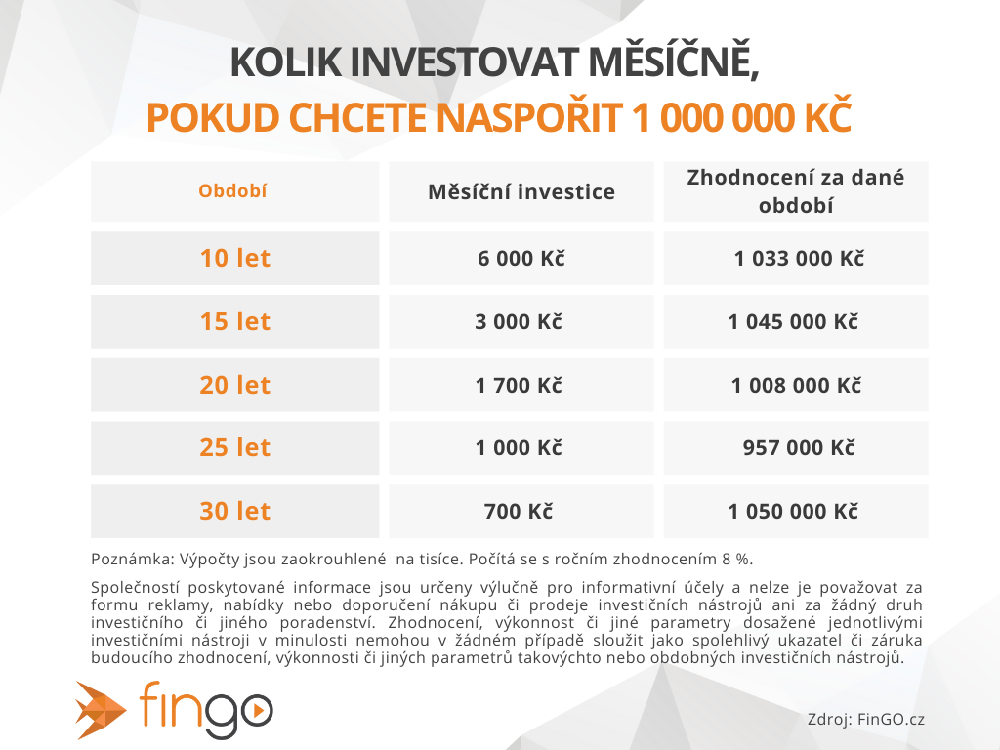 KOLIK INVESTOVAT MĚSÍČNĚ,
POKUD CHCETE NASPOŘIT 1 000 000 KČ
Období
Měsíční investice
Zhodnocení za dané
období
10 let
6 000 Kč
1 033 000 Kč
15 let
3 000 Kč
1 045 000 Kč
20 let
1 700 Kč
1 008 000 Kč
25 let
1 000 Kč
957 000 Kč
30 let
700 Kč
1 050 000 Kč
Poznámka: Výpočty jsou zaokrouhlené  na tisíce. Počítá se s ročním zhodnocením 8 %.
Společností poskytované informace jsou určeny výlučně pro informativní účely a nelze je považovat za
formu reklamy, nabídky nebo doporučení nákupu či prodeje investičních nástrojů ani za žádný druh
investičního či jiného poradenství. Zhodnocení, výkonnost či jiné parametry dosažené jednotlivými
investičními nástroji v minulosti nemohou v žádném případě sloužit jako spolehlivý ukazatel či záruka
budoucího zhodnocení, výkonnosti či jiných parametrů takovýchto nebo obdobných investičních nástrojů.
fingo
Zdroj: FinGO.cz